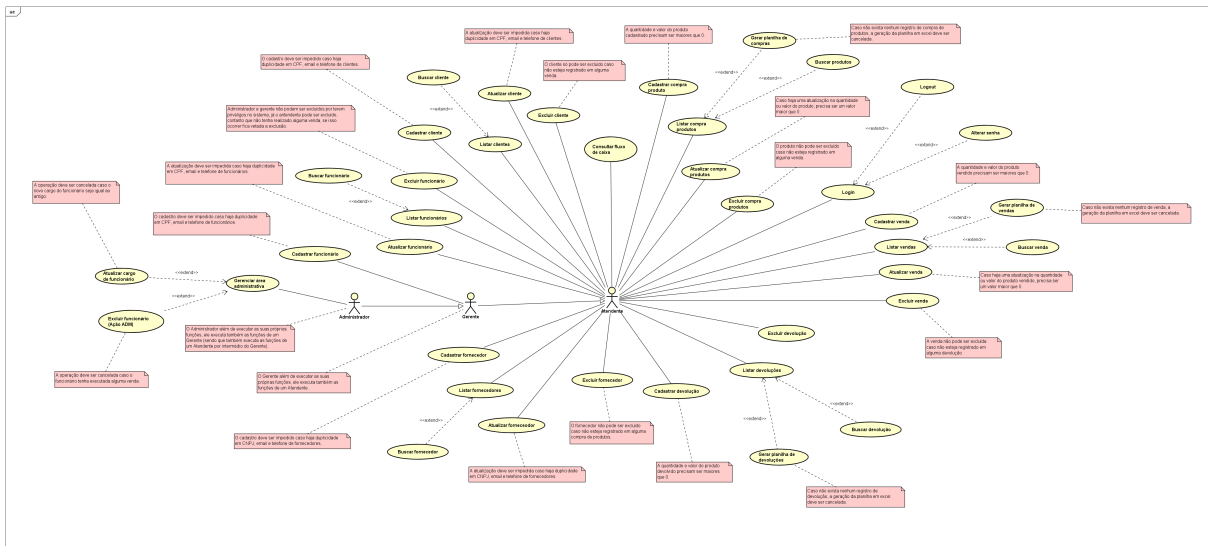 uc
A atualização deve ser impedida caso haja
duplicidade em CPF, email e telefone de clientes.
A quantidade e valor do produto
cadastrado precisam ser maiores que 0.
Gerar planilha de
compras
Caso não exista nenhum registro de compra de
produtos, a geração da planilha em excel deve ser
cancelada.
O cadastro deve ser impedido caso haja
duplicidade em CPF, email e telefone de clientes.
Buscar cliente
O cliente só pode ser excluído caso
não esteja registrado em alguma
venda.
<<extend>>
<<extend>>
Buscar produtos
Atualizar cliente
Cadastrar compra
produto
Logout
Administrador e gerente não podem ser excluídos por terem
privilégios no sistema, já o antendente pode ser excluído,
contanto que não tenha realizado alguma venda, se isso
ocorrer fica vetada a exclusão.
<<extend>>
Excluir cliente
Caso haja uma atualização na quantidade
ou valor do produto, precisa ser um valor
maior que 0.
Cadastrar cliente
Listar clientes
Listar compra
produtos
<<extend>>
Alterar senha
Consultar fluxo
de caixa
O produto não pode ser excluído
caso não esteja registrado em
alguma venda.
<<extend>>
A atualização deve ser impedida caso haja duplicidade
em CPF, email e telefone de funcionários.
Buscar funcionário
Excluir funcionário
Atualizar compra
produtos
A quantidade e valor do produto
vendido precisam ser maiores que 0.
A operação deve ser cancelada caso o
novo cargo do funcionário seja igual ao
antigo.
<<extend>>
Login
Excluir compra
produtos
Gerar planilha de
vendas
Caso não exista nenhum registro de venda, a
geração da planilha em excel deve ser cancelada.
O cadastro deve ser impedido caso haja
duplicidade em CPF, email e telefone de funcionários.
Listar funcionários
Cadastrar venda
<<extend>>
Atualizar funcionário
Listar vendas
<<extend>>
Buscar venda
Cadastrar funcionário
Atualizar cargo
de funcionário
<<extend>>
Gerenciar área
administrativa
Atualizar venda
Caso haja uma atualização na quantidade
ou valor do produto vendido, precisa ser
um valor maior que 0.
<<extend>>
Excluir venda
Administrador
Gerente
Atendente
Excluir funcionário
(Ação ADM)
O Administrador além de executar as suas próprias
funções, ele executa também as funções de um
Gerente (sendo que também executa as funções de
um Atendente por intermédio do Gerente).
Excluir devolução
A venda não pode ser excluída
caso não esteja registrado em
alguma devolução.
Cadastrar fornecedor
Listar devoluções
A operação deve ser cancelada caso o
funcionário tenha executado alguma venda.
O Gerente além de executar as suas
próprias funções, ele executa também as
funções de um Atendente.
Listar fornecedores
Excluir fornecedor
Cadastrar devolução
<<extend>>
<<extend>>
<<extend>>
Atualizar fornecedor
O fornecedor não pode ser excluído
caso não esteja registrado em alguma
compra de produtos.
Buscar devolução
O cadastro deve ser impedido caso haja duplicidade
em CNPJ, email e telefone de fornecedores.
Buscar fornecedor
Gerar planilha de
devoluções
A atualização deve ser impedida caso haja duplicidade
em CNPJ, email e telefone de fornecedores.
A quantidade e valor do produto
devolvido precisam ser maiores
que 0.
Caso não exista nenhum registro de
devolução, a geração da planilha em excel
deve ser cancelada.